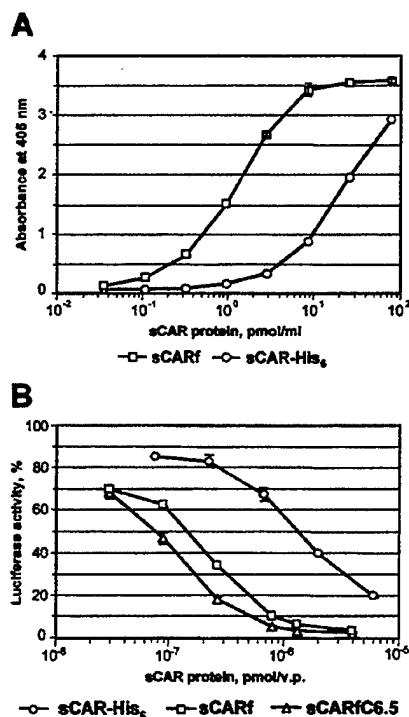 A
Absorbance at 405 nm
4
3
2
1
0
10⁻² 10⁻¹ 10⁰ 10¹ 10²
sCAR protein, pmol/ml
sCARf sCAR-His₆
B
Luciferase activity, %
100
80
60
40
20
0
10⁻⁸ 10⁻⁷ 10⁻⁶ 10⁻⁵
sCAR protein, pmol/v.p.
sCAR-His₆ sCARf sCARfC6.5